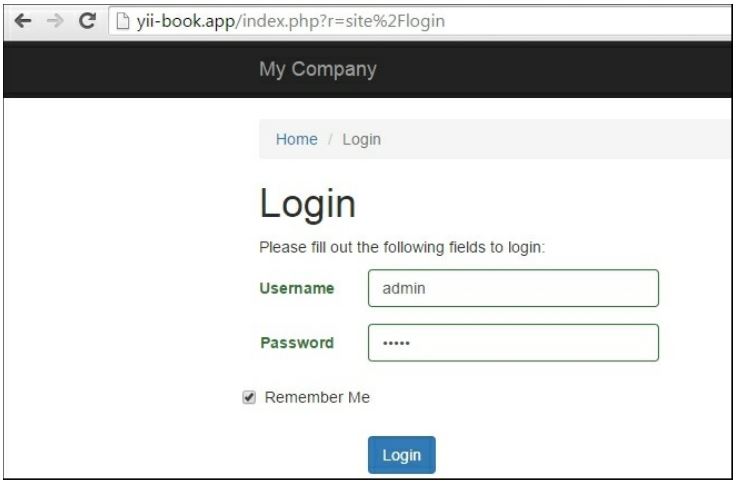 yii-book.app/index.php?r=site%2Flogin
My Company
Home / Login
Login
Please fill out the following fields to login:
Username admin
Password •••••
Remember Me
Login